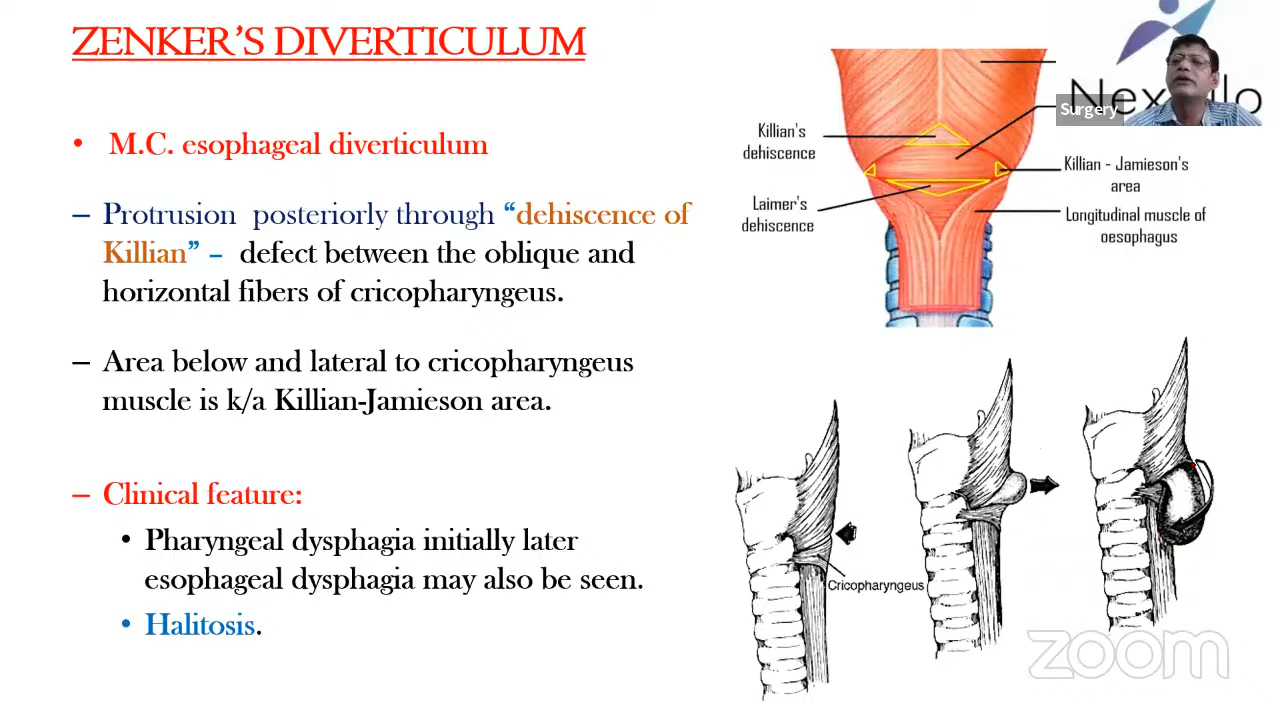 ZENKER'S DIVERTICULUM
• M.C. esophageal diverticulum
– Protrusion posteriorly through “dehiscence of
Killian” – defect between the oblique and
horizontal fibers of cricopharyngeus.
– Area below and lateral to cricopharyngeus
muscle is k/a Killian-Jamieson area.
– Clinical feature:
• Pharyngeal dysphagia initially later
esophageal dysphagia may also be seen.
• Halitosis.
Killian's
dehiscence
Laimer's
dehiscence
Surgery
Killian - Jamieson's
area
Longitudinal muscle of
oesophagus
Cricopharyngeus
zoom